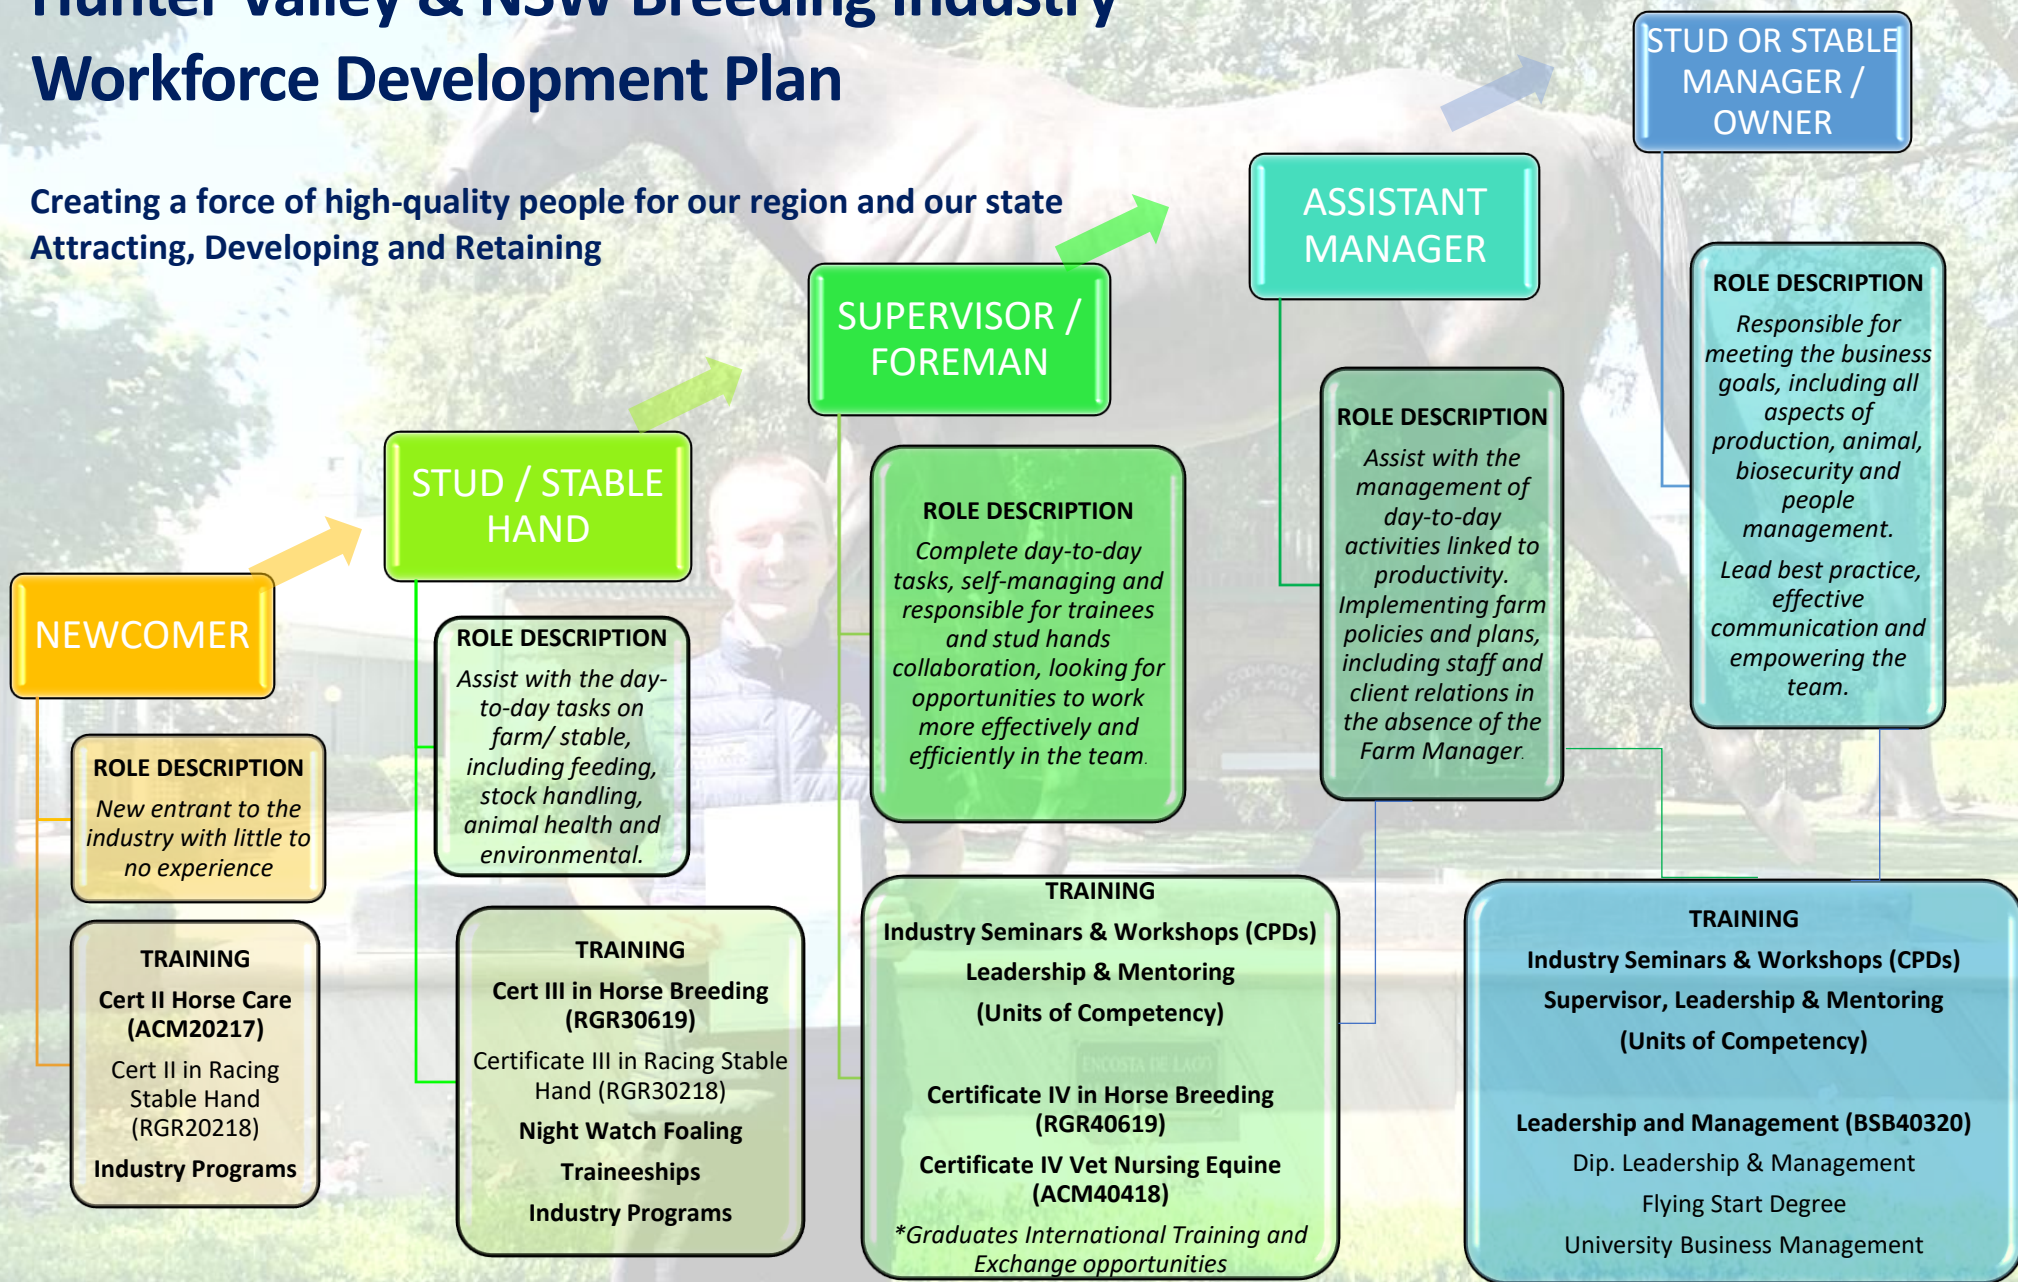 Hunter Valley & NSW Breeding Industry
Workforce Development Plan
Creating a force of high-quality people for our region and our state
Attracting, Developing and Retaining
NEWCOMER
ROLE DESCRIPTION
New entrant to the
industry with little to
no experience
TRAINING
Cert II Horse Care
(ACM20217)
Cert II in Racing
Stable Hand
(RGR20218)
Industry Programs
STUD / STABLE
HAND
ROLE DESCRIPTION
Assist with the day-
to-day tasks on
farm/ stable,
including feeding,
stock handling,
animal health and
environmental.
TRAINING
Cert III in Horse Breeding
(RGR30619)
Certificate III in Racing Stable
Hand (RGR30218)
Night Watch Foaling
Traineeships
Industry Programs
SUPERVISOR /
FOREMAN
ROLE DESCRIPTION
Complete day-to-day
tasks, self-managing and
responsible for trainees
and stud hands
collaboration, looking for
opportunities to work
more effectively and
efficiently in the team.
TRAINING
Industry Seminars & Workshops (CPDs)
Leadership & Mentoring
(Units of Competency)
ENCOSTA DE LAGO
Certificate IV in Horse Breeding
(RGR40619)
Certificate IV Vet Nursing Equine
(ACM40418)
*Graduates International Training and
Exchange opportunities
ASSISTANT
MANAGER
ROLE DESCRIPTION
Assist with the
management of
day-to-day
activities linked to
productivity.
Implementing farm
policies and plans,
including staff and
client relations in
the absence of the
Farm Manager.
STUD OR STABLE
MANAGER /
OWNER
ROLE DESCRIPTION
Responsible for
meeting the business
goals, including all
aspects of
production, animal,
biosecurity and
people
management.
Lead best practice,
effective
communication and
empowering the
team.
TRAINING
Industry Seminars & Workshops (CPDs)
Supervisor, Leadership & Mentoring
(Units of Competency)
Leadership and Management (BSB40320)
Dip. Leadership & Management
Flying Start Degree
University Business Management